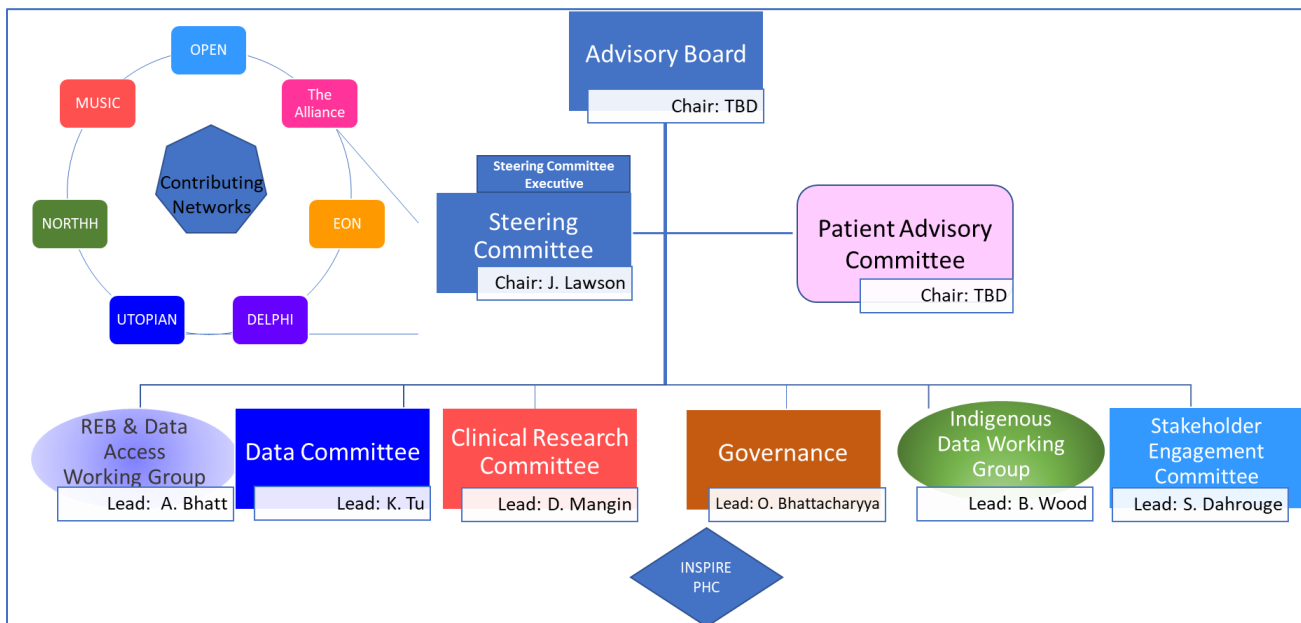 OPEN
The
Alliance
MUSIC
Contributing
Networks
NORTHH
EON
UTOPIAN
DELPHI
Advisory Board
Chair: TBD
Steering Committee
Executive
Steering
Committee
Chair: J. Lawson
Patient Advisory
Committee
Chair: TBD
REB & Data
Access
Working Group
Lead: A. Bhatt
Data Committee
Lead: K. Tu
Clinical Research
Committee
Lead: D. Mangin
Governance
Lead: O. Bhattacharyya
Indigenous
Data Working
Group
Lead: B. Wood
Stakeholder
Engagement
Committee
Lead: S. Dahrouge
INSPIRE
PHC